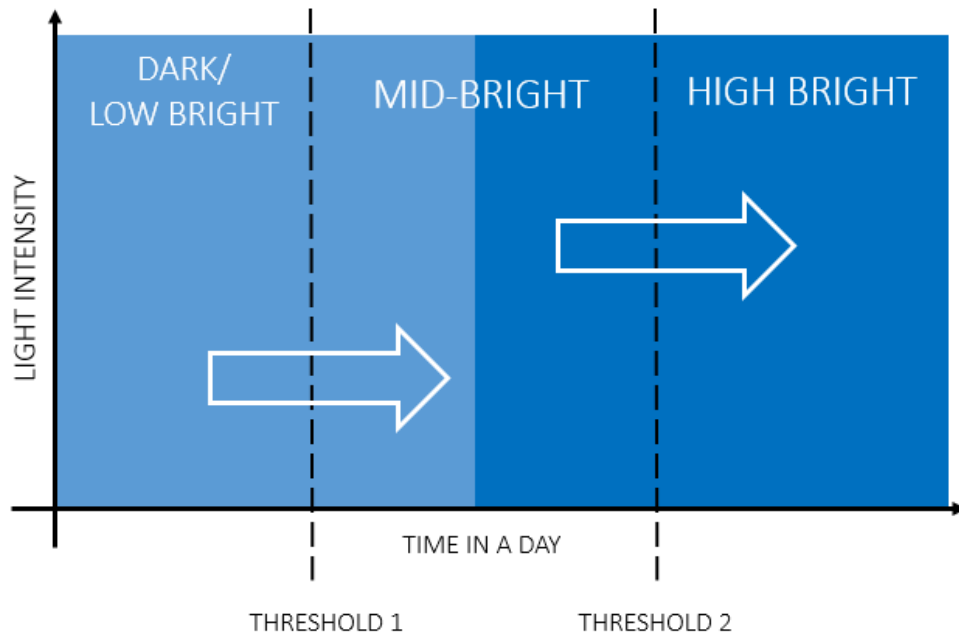 DARK/
LOW BRIGHT
MID-BRIGHT
HIGH BRIGHT
LIGHT INTENSITY
TIME IN A DAY
THRESHOLD 1
THRESHOLD 2